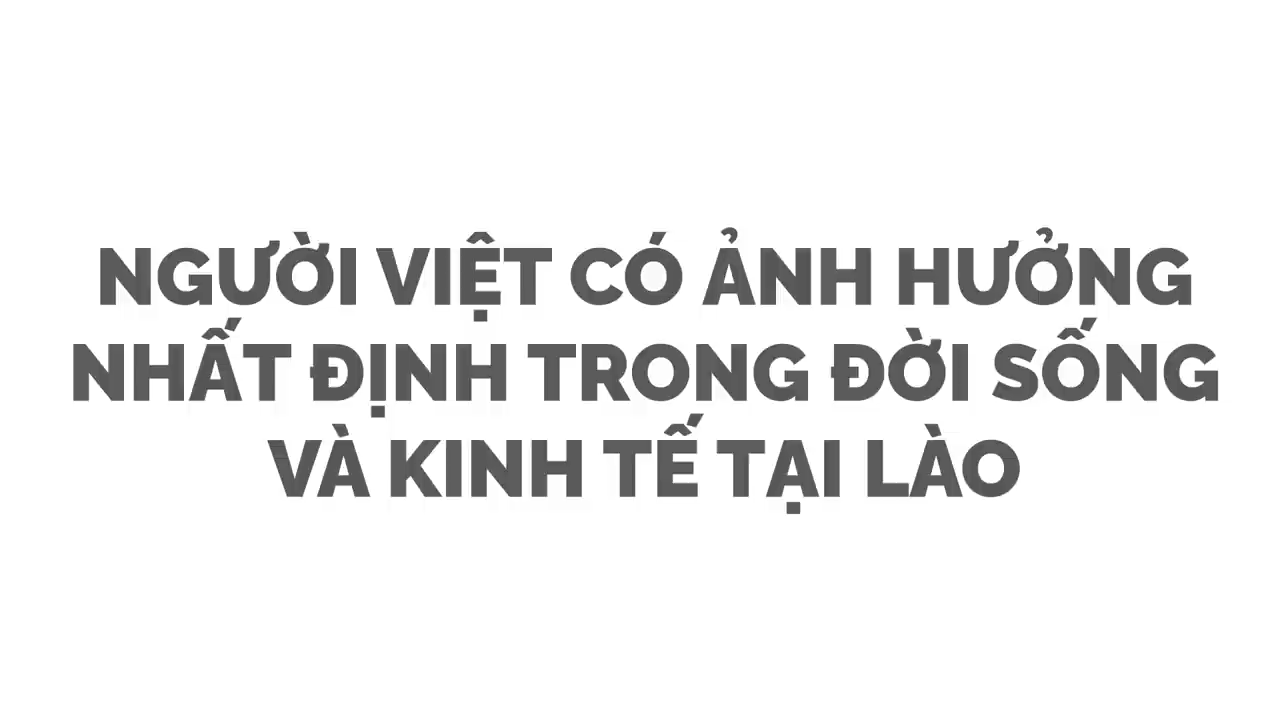 NGƯỜI VIỆT CÓ ẢNH HƯỞNG
NHẤT ĐỊNH TRONG ĐỜI SỐNG
VÀ KINH TẾ TẠI LÀO